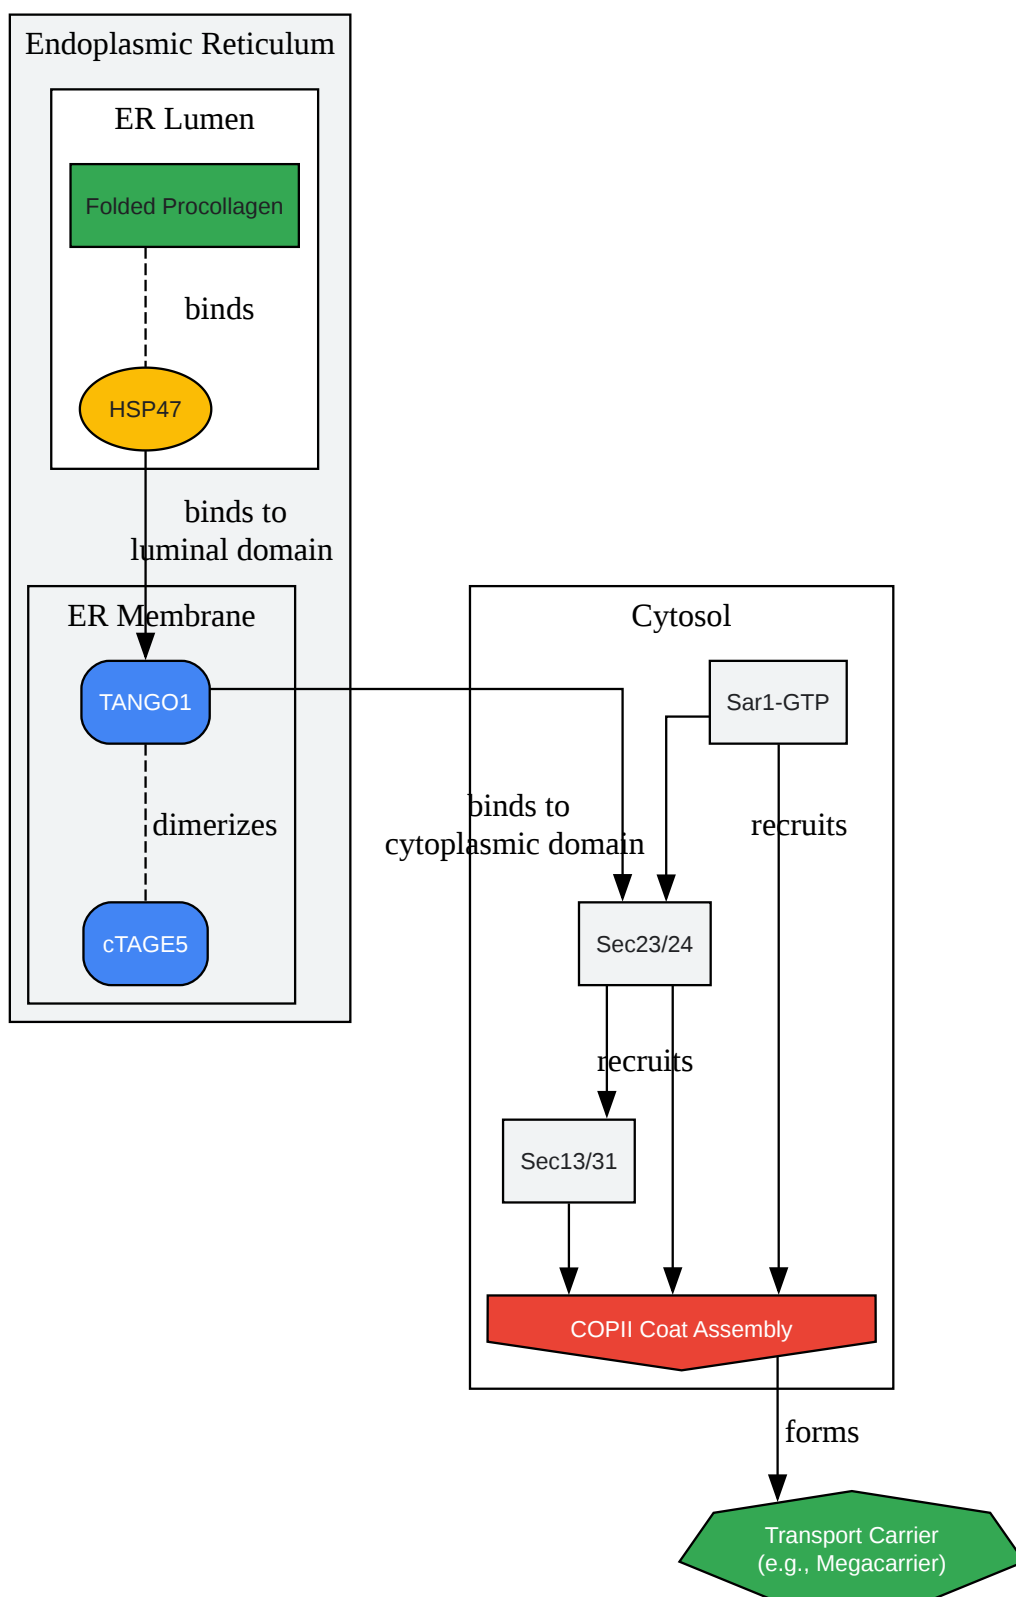 Endoplasmic Reticulum
ER Lumen
Folded Procollagen
binds
HSP47
binds to
luminal domain
ER Membrane
TANGO1
dimerizes
cTAGE5
Cytosol
Sar1-GTP
binds to
cytoplasmic domain
recruits
Sec23/24
recruits
Sec13/31
COPII Coat Assembly
forms
Transport Carrier
(e.g., Megacarrier)